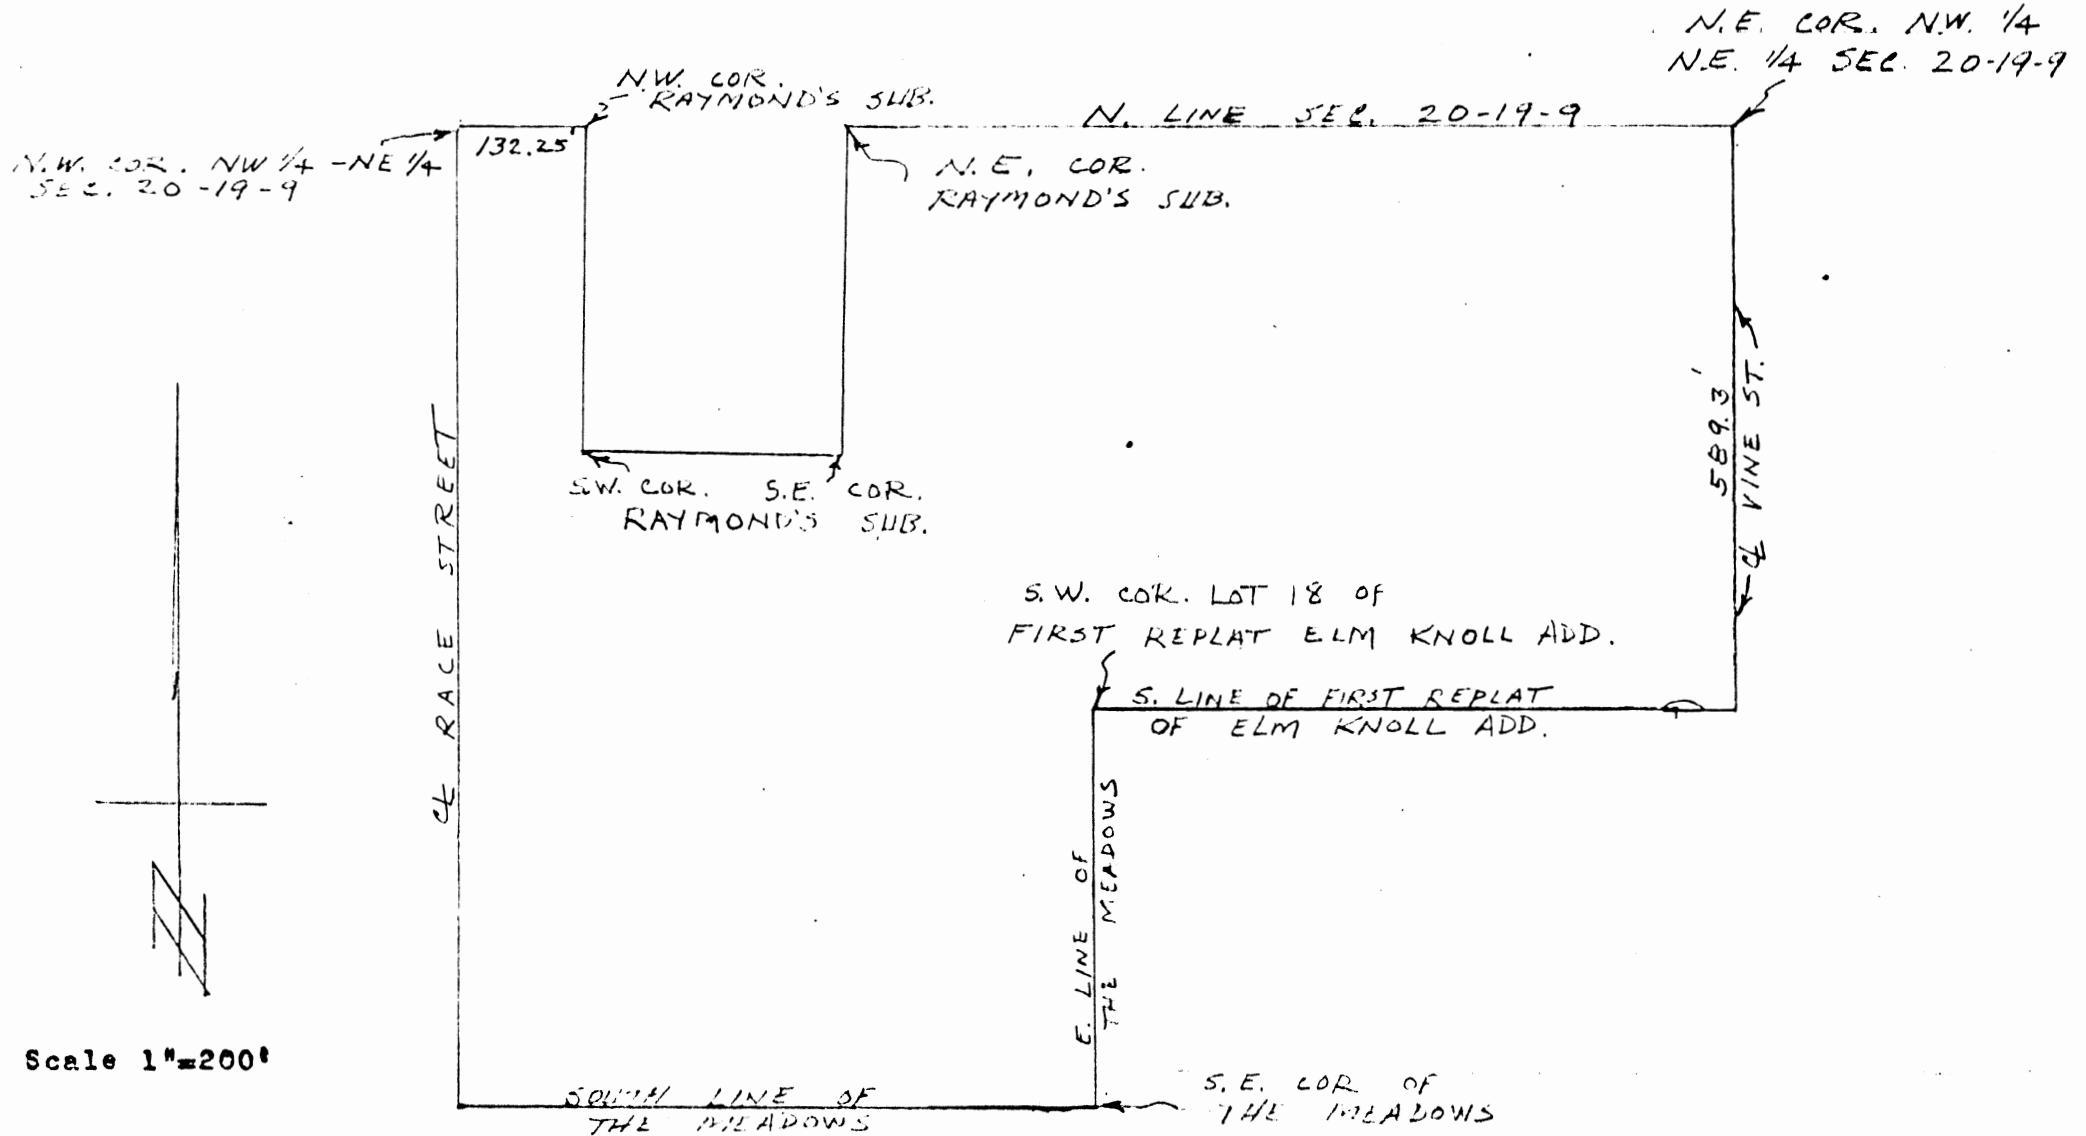 N.E. COR. N.W. 1/4
N.E. 1/4 SEC. 20-19-9
N.W. COR.
RAYMOND'S SUB.
N. LINE SEC. 20-19-9
132.25'
N.W. COR. NW 1/4 -NE 1/4
SEC. 20-19-9
N.E. COR.
RAYMOND'S SUB.
589.3'
℄ VINE ST.
℄ RACE STREET
S.W. COR. S.E. COR.
RAYMOND'S SUB.
S.W. COR. LOT 18 OF
FIRST REPLAT ELM KNOLL ADD.
S. LINE OF FIRST REPLAT
OF ELM KNOLL ADD.
E. LINE OF
THE MEADOWS
N
Scale 1"=200'
SOUTH LINE OF
THE MEADOWS
S.E. COR OF
THE MEADOWS